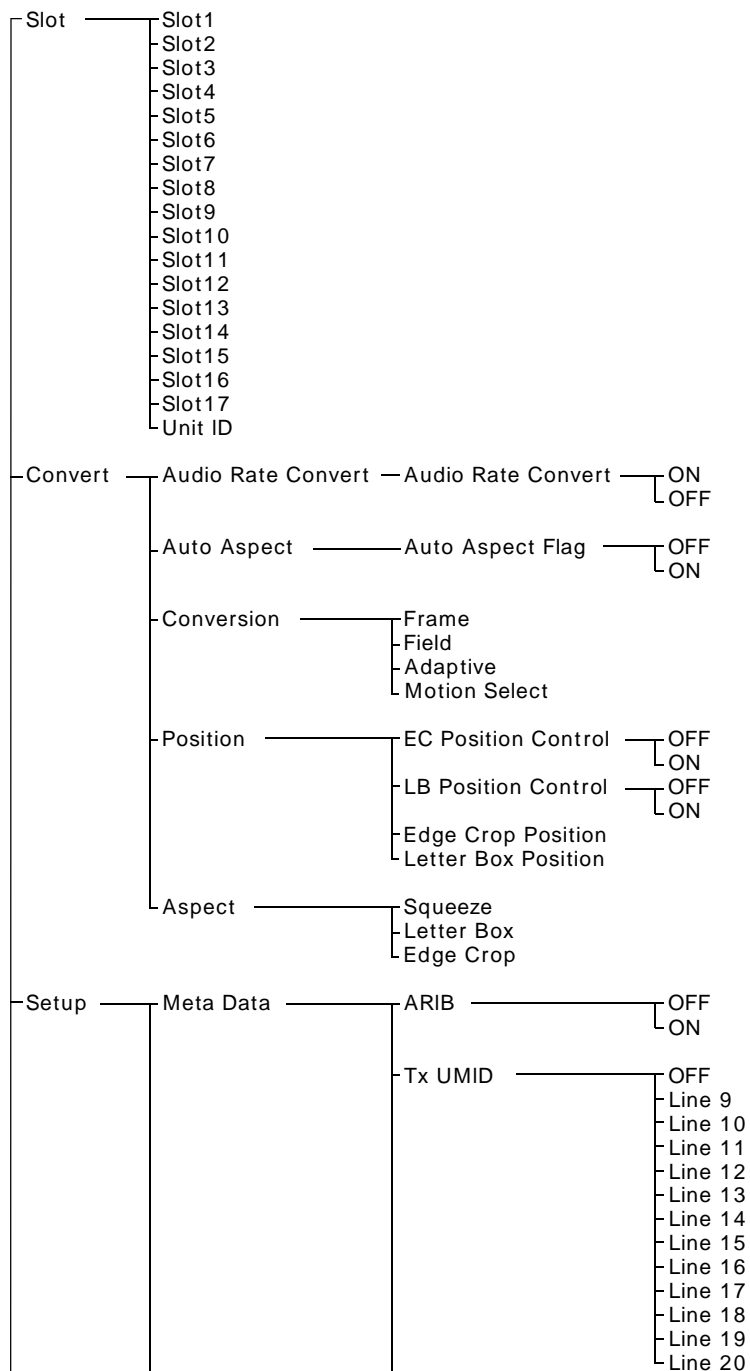 Slot Slot1
Slot2
Slot3
Slot4
Slot5
Slot6
Slot7
Slot8
Slot9
Slot10
Slot11
Slot12
Slot13
Slot14
Slot15
Slot16
Slot17
Unit ID
Convert Audio Rate Convert Audio Rate Convert ON
OFF
Auto Aspect Auto Aspect Flag OFF
ON
Conversion Frame
Field
Adaptive
Motion Select
Position EC Position Control OFF
ON
LB Position Control OFF
ON
Edge Crop Position
Letter Box Position
Aspect Squeeze
Letter Box
Edge Crop
Setup Meta Data ARIB OFF
ON
Tx UMID OFF
Line 9
Line 10
Line 11
Line 12
Line 13
Line 14
Line 15
Line 16
Line 17
Line 18
Line 19
Line 20